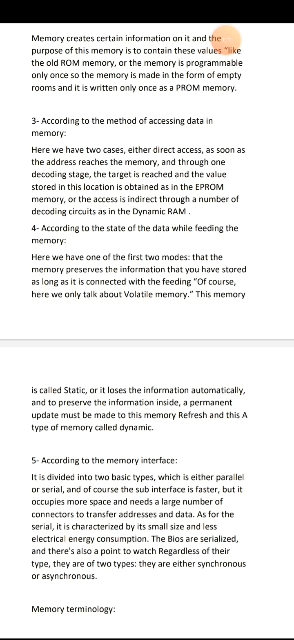 Memory creates certain information on it and the
purpose of this memory is to contain these values "like
the old ROM memory, or the memory is programmable
only once so the memory is made in the form of empty
rooms and it is written only once as a PROM memory.
3- According to the method of accessing data in
memory:
Here we have two cases, either direct access, as soon as
the address reaches the memory, and through one
decoding stage, the target is reached and the value
stored in this location is obtained as in the EPROM
memory, or the access is indirect through a number of
decoding circuits as in the Dynamic RAM .
4- According to the state of the data while feeding the
memory:
Here we have one of the first two modes: that the
memory preserves the information that you have stored
as long as it is connected with the feeding "Of course,
here we only talk about Volatile memory." This memory
is called Static, or it loses the information automatically,
and to preserve the information inside, a permanent
update must be made to this memory Refresh and this A
type of memory called dynamic.
5- According to the memory interface:
It is divided into two basic types, which is either parallel
or serial, and of course the sub interface is faster, but it
occupies more space and needs a large number of
connectors to transfer addresses and data. As for the
serial, it is characterized by its small size and less
electrical energy consumption. The Bios are serialized,
and there's also a point to watch Regardless of their
type, they are of two types: they are either synchronous
or asynchronous.
Memory terminology: